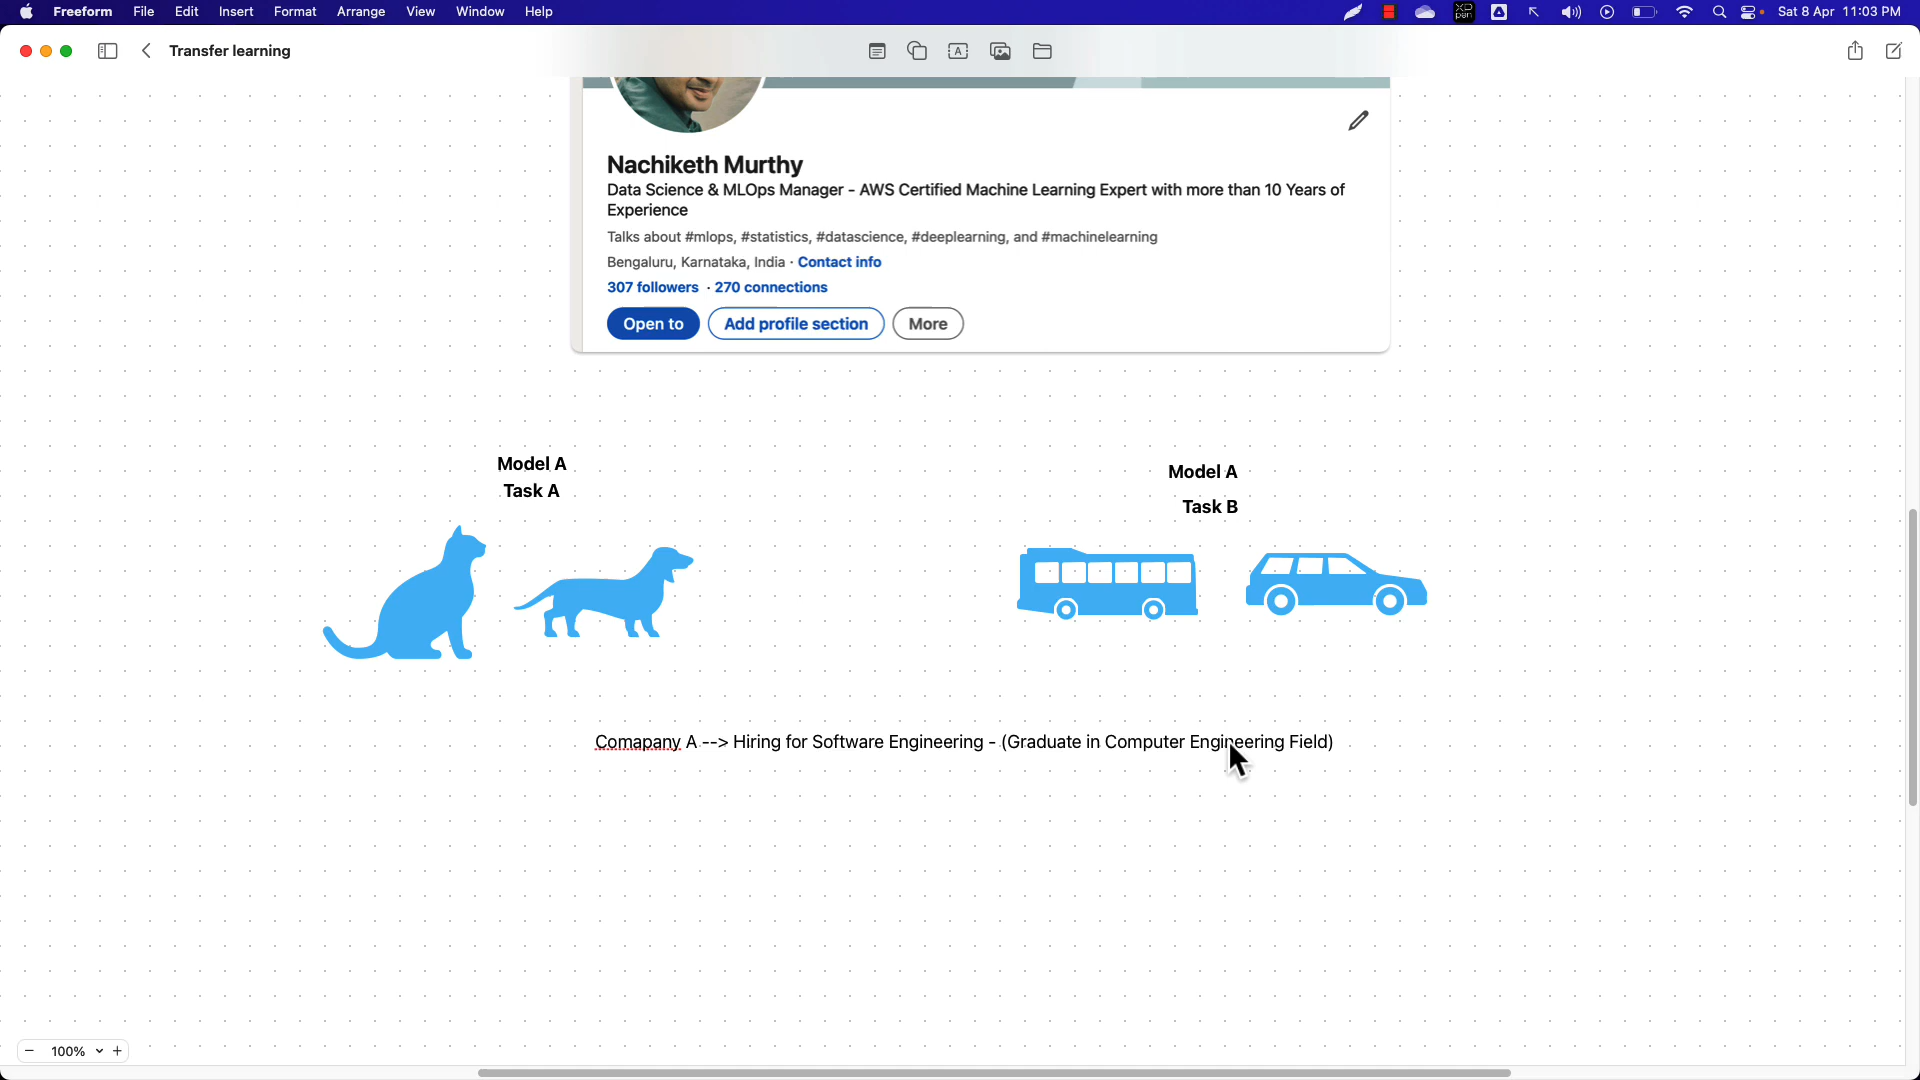 Freeform File Edit Insert Format Arrange View Window Help Sat 8 Apr 11:03 PM
Transfer learning
Nachiketh Murthy
Data Science & MLOps Manager - AWS Certified Machine Learning Expert with more than 10 Years of
Experience
Talks about #mlops, #statistics, #datascience, #deeplearning, and #machinelearning
Bengaluru, Karnataka, India · Contact info
307 followers · 270 connections
Open to Add profile section More
Model A
Task A
Model A
Task B
Comapany A --> Hiring for Software Engineering - (Graduate in Computer Engineering Field)
100%